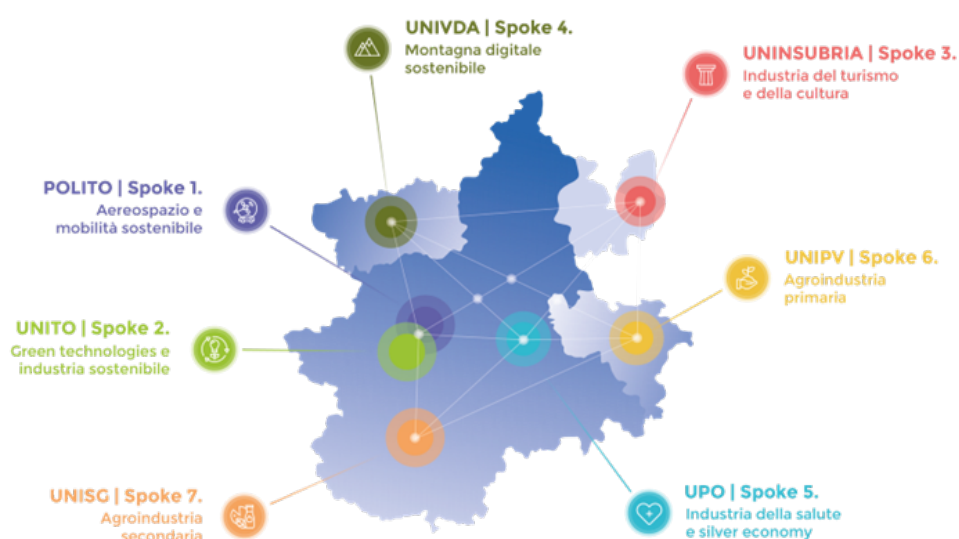 UNIVDA | Spoke 4.
Montagna digitale
sostenibile
UNINSUBRIA | Spoke 3.
Industria del turismo
e della cultura
POLITO | Spoke 1.
Aereospazio e
mobilità sostenibile
UNIPV | Spoke 6.
Agroindustria
primaria
UNITO | Spoke 2.
Green technologies e
industria sostenibile
UNISG | Spoke 7.
Agroindustria
secondaria
UPO | Spoke 5.
Industria della salute
e silver economy